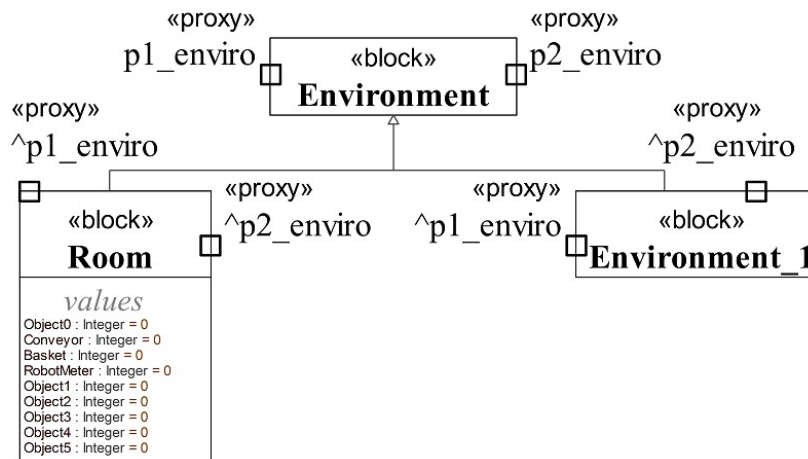 «proxy»
p1_enviro
«proxy»
p2_enviro
«block»
Environment
«proxy»
^p1_enviro
«proxy»
^p2_enviro
«proxy»
^p2_enviro
«proxy»
^p1_enviro
«block»
Room
«block»
Environment_1
values
Object0 : Integer = 0
Conveyor : Integer = 0
Basket : Integer = 0
RobotMeter : Integer = 0
Object1 : Integer = 0
Object2 : Integer = 0
Object3 : Integer = 0
Object4 : Integer = 0
Object5 : Integer = 0